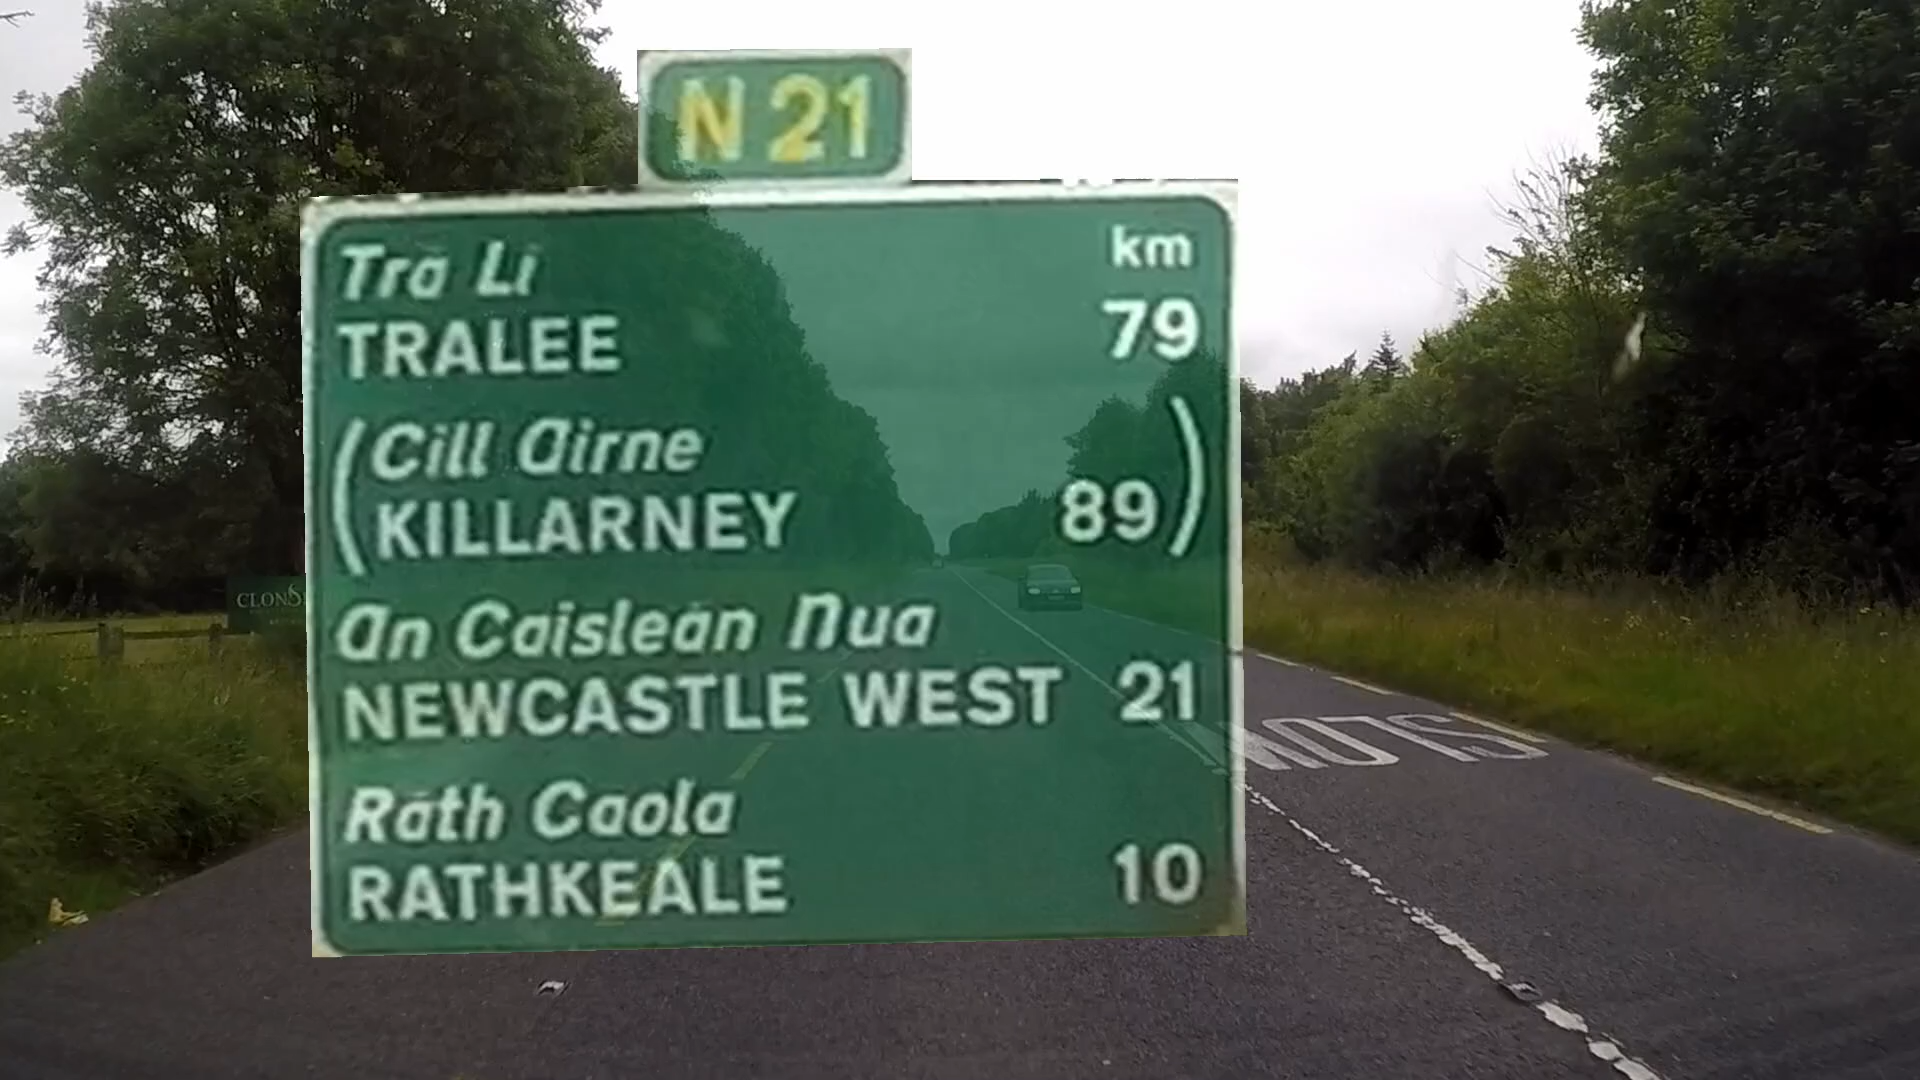 N 21
km
Trá Lí
TRALEE 79
(Cill Airne
KILLARNEY 89)
An Caisleán Nua
NEWCASTLE WEST 21
Ráth Caola
RATHKEALE 10
SLOW